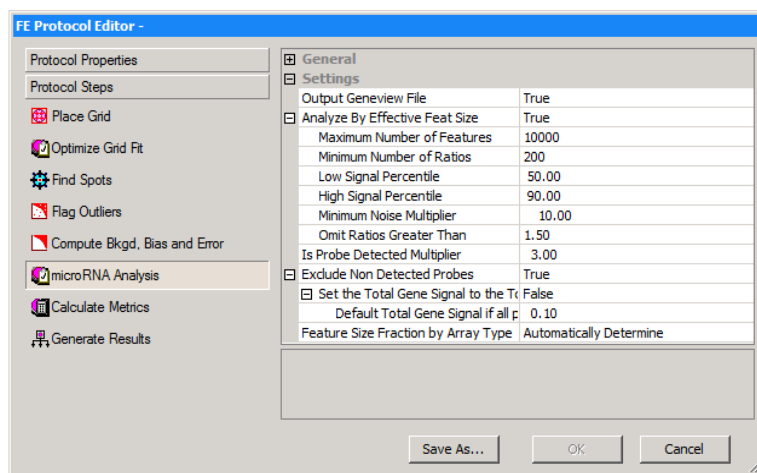 FE Protocol Editor -
Protocol Properties
Protocol Steps
Place Grid
Optimize Grid Fit
Find Spots
Flag Outliers
Compute Bkgd, Bias and Error
microRNA Analysis
Calculate Metrics
Generate Results
General
Settings
Output Geneview File True
Analyze By Effective Feat Size True
Maximum Number of Features 10000
Minimum Number of Ratios 200
Low Signal Percentile 50.00
High Signal Percentile 90.00
Minimum Noise Multiplier 10.00
Omit Ratios Greater Than 1.50
Is Probe Detected Multiplier 3.00
Exclude Non Detected Probes True
Set the Total Gene Signal to the To False
Default Total Gene Signal if all p 0.10
Feature Size Fraction by Array Type Automatically Determine
Save As... OK Cancel